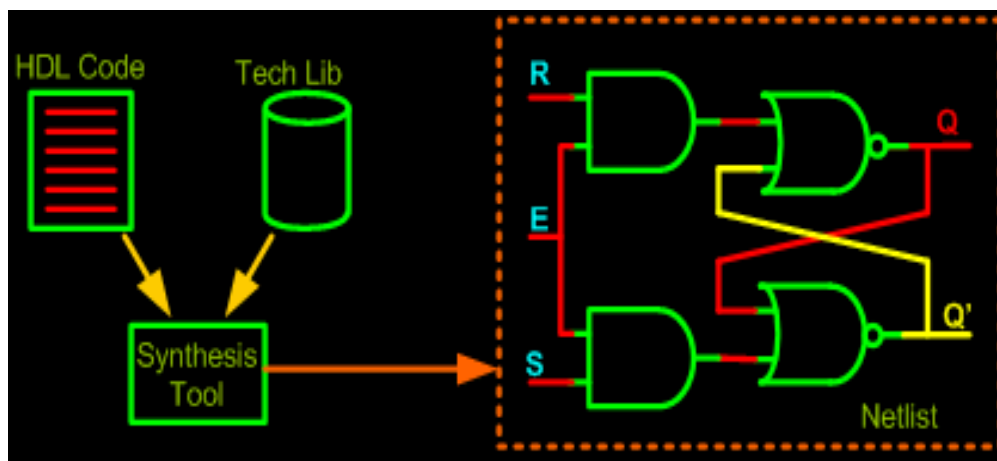 HDL Code
Tech Lib
Synthesis
Tool
R
E
S
Q
Q'
Netlist